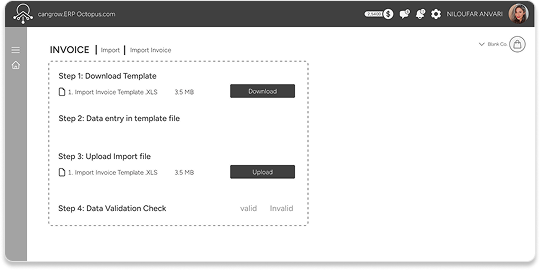 cangrow.ERP Octopus.com
NILOUFAR ANVARI
INVOICE | Import | Import Invoice
Blank Co.
Step 1: Download Template
1. Import Invoice Template .XLS 3.5 MB Download
Step 2: Data entry in template file
Step 3: Upload Import file
1. Import Invoice Template .XLS 3.5 MB Upload
Step 4: Data Validation Check valid Invalid